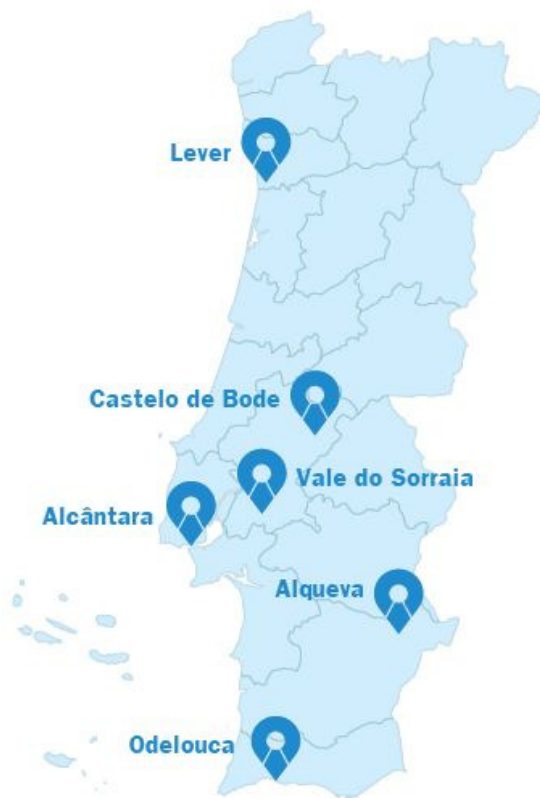 Lever
Castelo de Bode
Vale do Sorraia
Alcântara
Alqueva
Odelouca